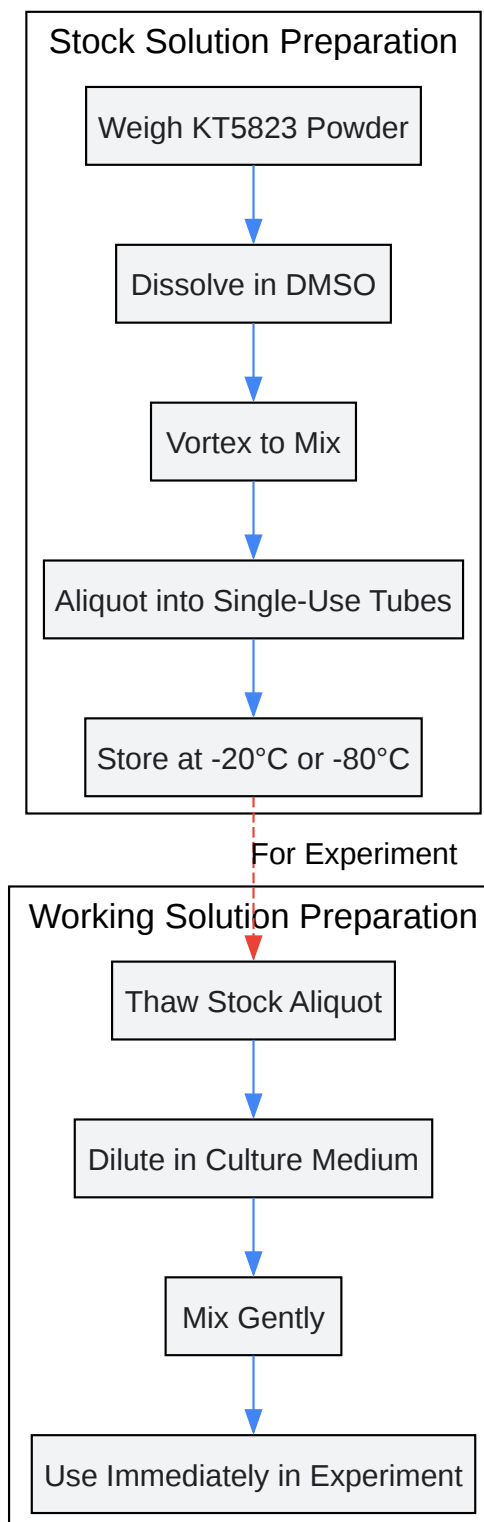 Stock Solution Preparation
Weigh KT5823 Powder
Dissolve in DMSO
Vortex to Mix
Aliquot into Single-Use Tubes
Store at -20°C or -80°C
For Experiment
Working Solution Preparation
Thaw Stock Aliquot
Dilute in Culture Medium
Mix Gently
Use Immediately in Experiment